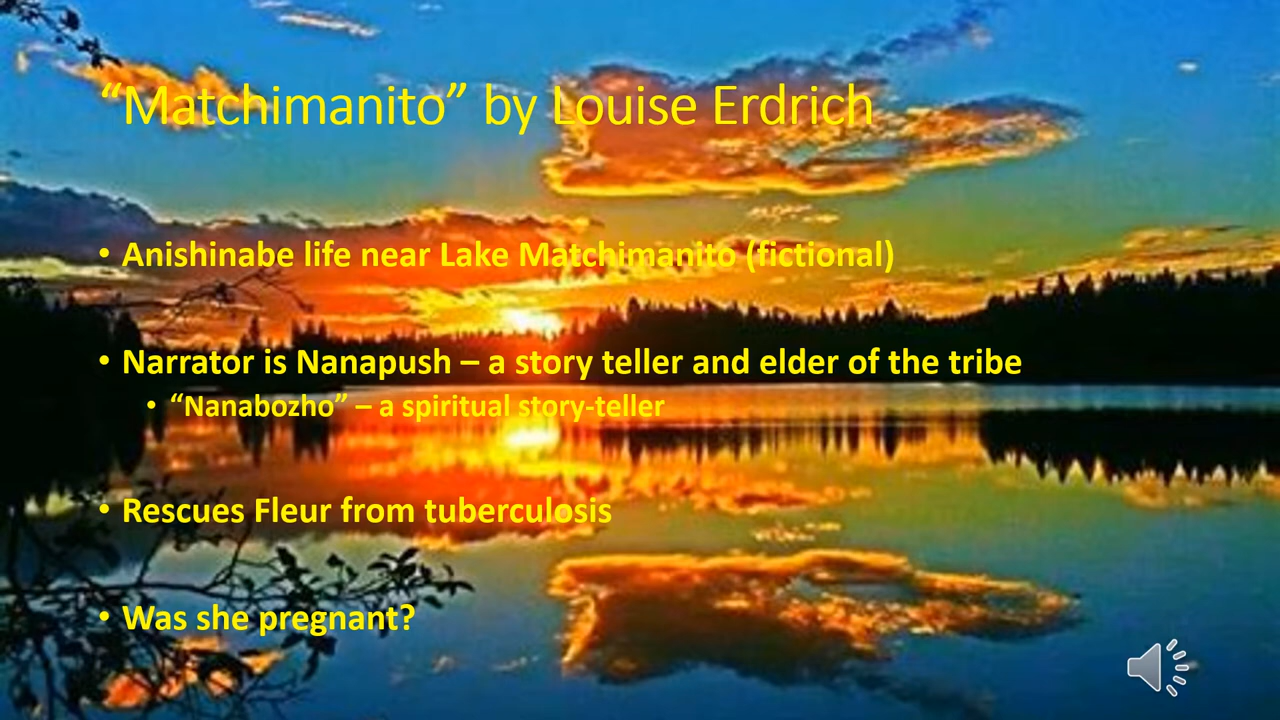 “Matchimanito” by Louise Erdrich
• Anishinabe life near Lake Matchimanito (fictional)
• Narrator is Nanapush – a story teller and elder of the tribe
• “Nanabozho” – a spiritual story-teller
• Rescues Fleur from tuberculosis
• Was she pregnant?